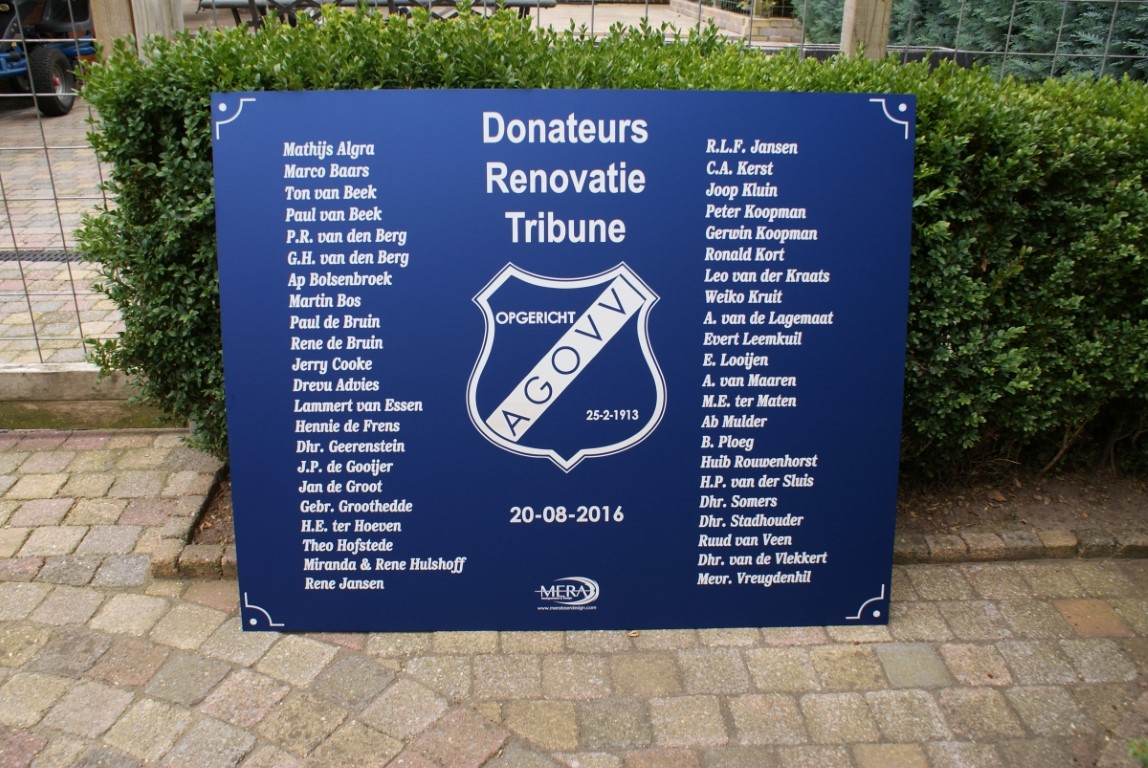 Donateurs
Renovatie
Tribune
Mathijs Algra
Marco Baars
Ton van Beek
Paul van Beek
P.R. van den Berg
G.H. van den Berg
Ap Bolsenbroek
Martin Bos
Paul de Bruin
Rene de Bruin
Jerry Cooke
Drevu Advies
Lammert van Essen
Hennie de Frens
Dhr. Geerenstein
J.P. de Gooijer
Jan de Groot
Gebr. Groothedde
H.E. ter Hoeven
Theo Hofstede
Miranda & Rene Hulshoff
Rene Jansen
OPGERICHT
AGOVV
25-2-1913
20-08-2016
MERA
R.L.F. Jansen
C.A. Kerst
Joop Kluin
Peter Koopman
Gerwin Koopman
Ronald Kort
Leo van der Kraats
Weiko Kruit
A. van de Lagemaat
Evert Leemkuil
E. Looijen
A. van Maaren
M.E. ter Maten
Ab Mulder
B. Ploeg
Huib Rouwenhorst
H.P. van der Sluis
Dhr. Somers
Dhr. Stadhouder
Ruud van Veen
Dhr. van de Vlekkert
Mevr. Vreugdenhil